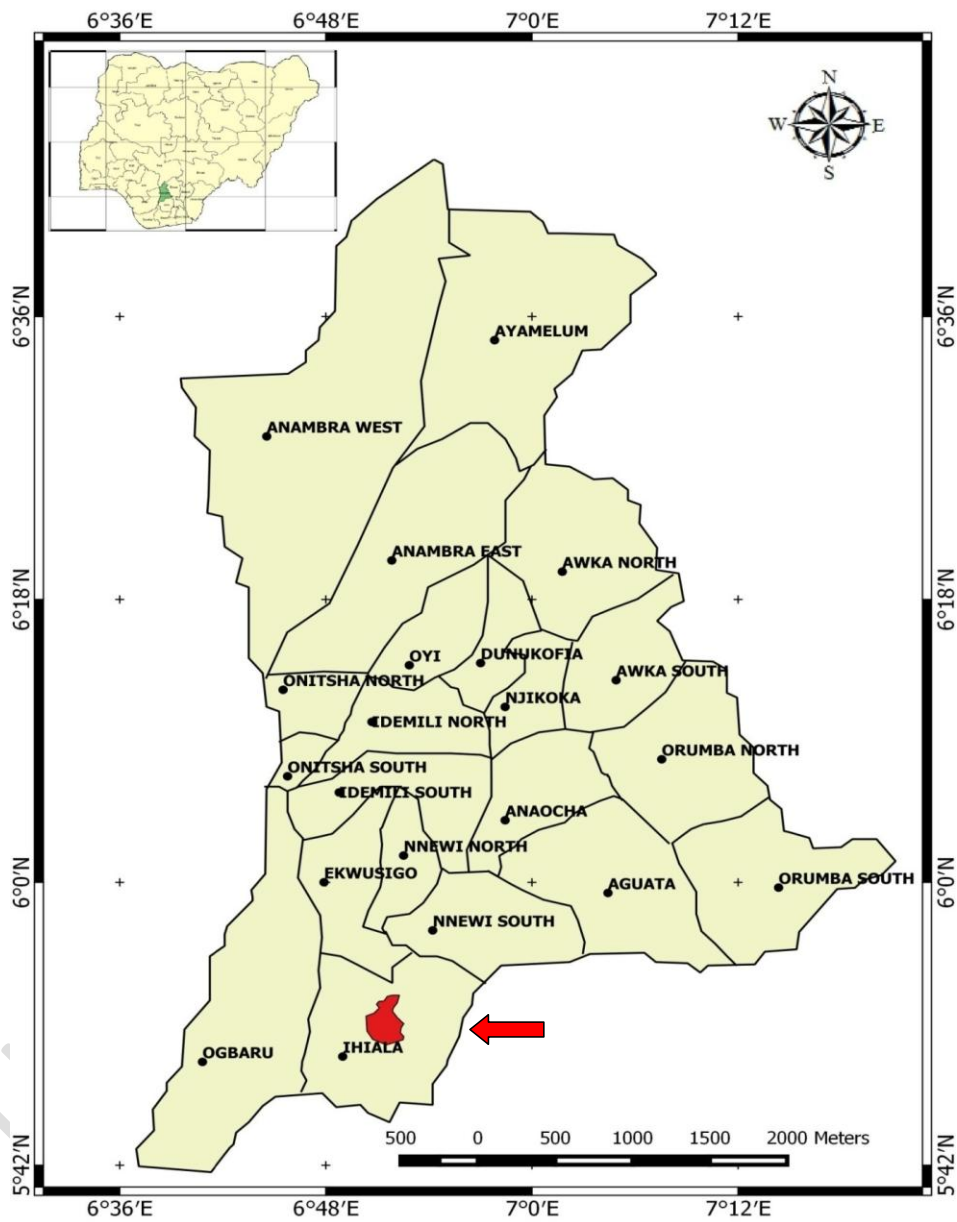 6°36'E 6°48'E 7°0'E 7°12'E
N
W E
S
6°36'N 6°36'N
AYAMELUM
ANAMBRA WEST
ANAMBRA EAST
AWKA NORTH
6°18'N 6°18'N
OYI
DUNUKOFIA
AWKA SOUTH
ONITSHA NORTH
NJIKOKA
IDEMILI NORTH
ORUMBA NORTH
ONITSHA SOUTH
IDEMILI SOUTH
ANAOCHA
NNEWI NORTH
EKWUSIGO
AGUATA
ORUMBA SOUTH
6°0'N 6°0'N
NNEWI SOUTH
OGBARU
IHIALA
500 0 500 1000 1500 2000 Meters
5°42'N 5°42'N
6°36'E 6°48'E 7°0'E 7°12'E